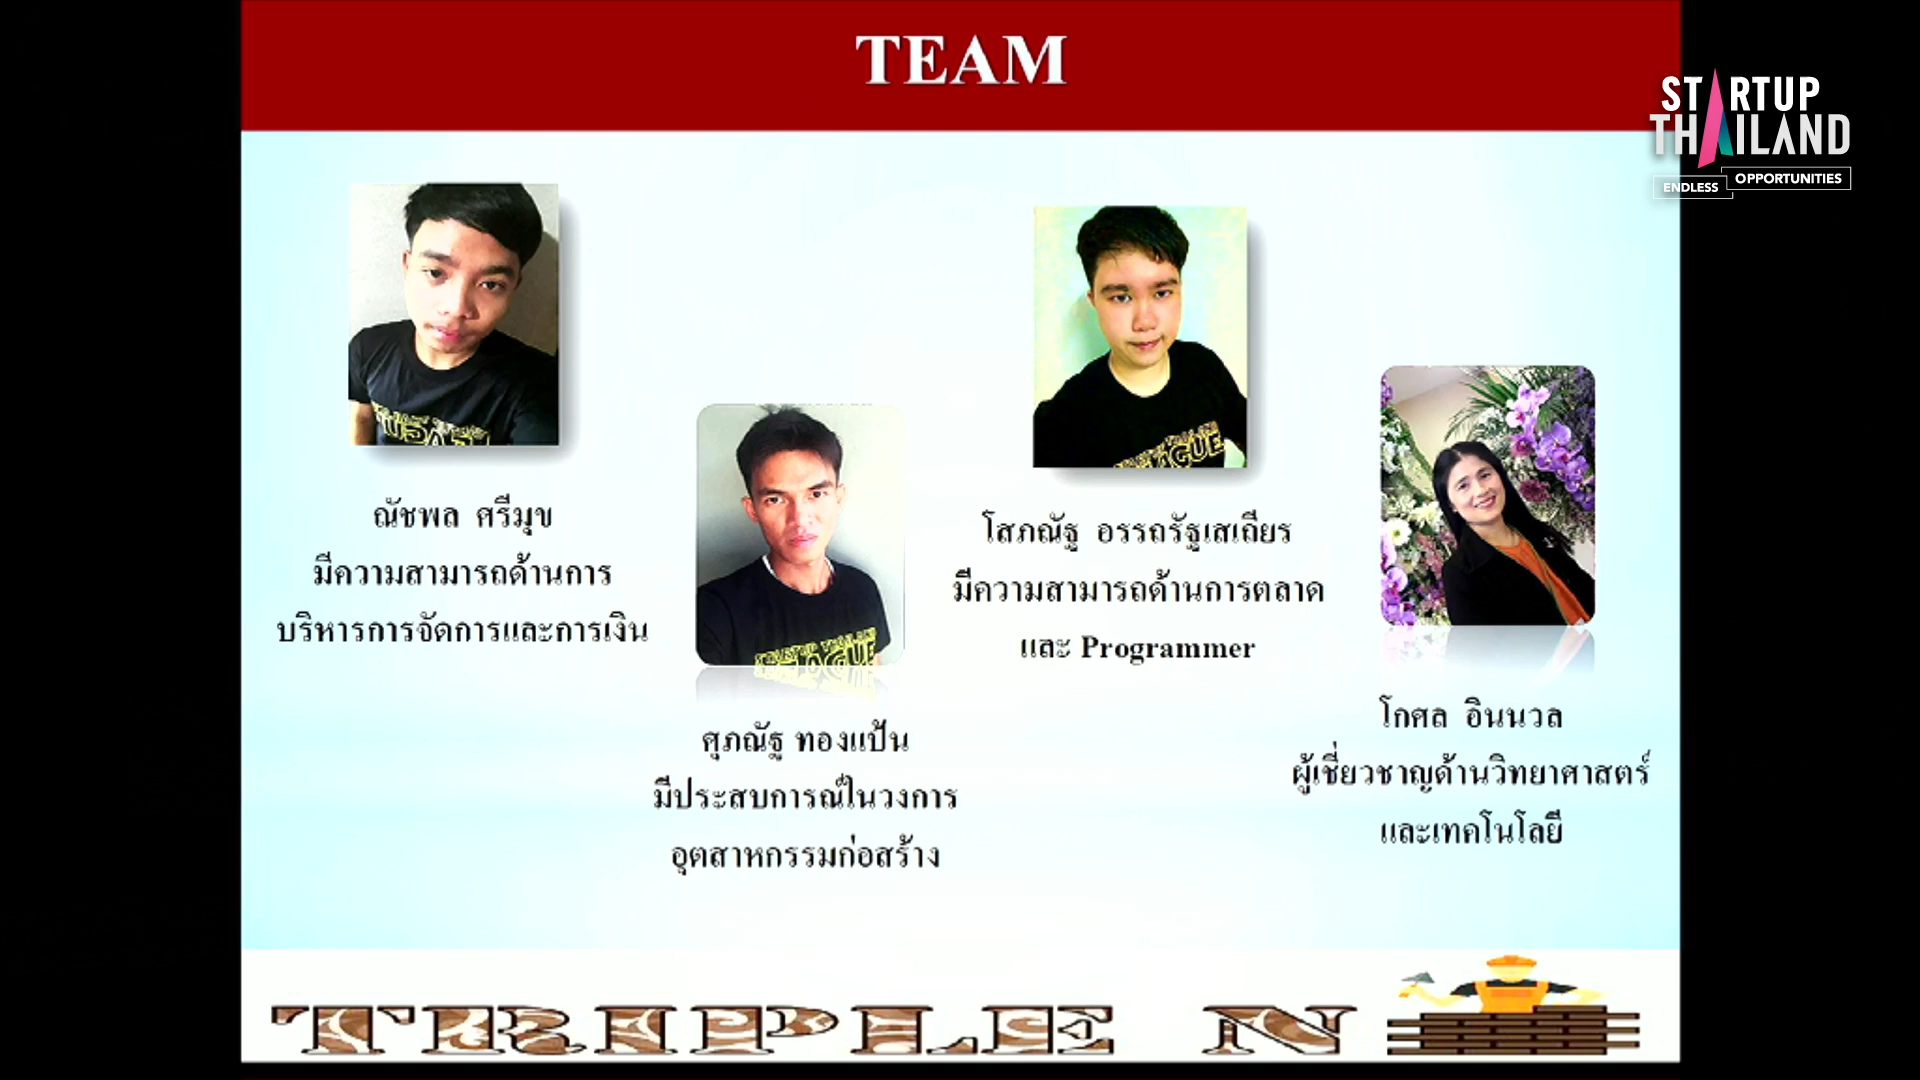 TEAM
STARTUP
THAILAND
ENDLESS OPPORTUNITIES
ณัชพล ศรีมุข
มีความสามารถด้านการ
บริหารการจัดการและการเงิน
ศุภณัฐ ทองแป้น
มีประสบการณ์ในวงการ
อุตสาหกรรมก่อสร้าง
โสภณัฐ อรรถรัฐเสถียร
มีความสามารถด้านการตลาด
และ Programmer
โกศล อินนวล
ผู้เชี่ยวชาญด้านวิทยาศาสตร์
และเทคโนโลยี
TRIPLE N